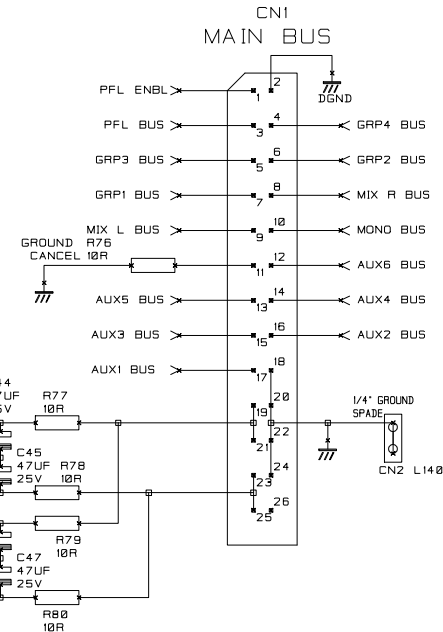 CN1
MAIN BUS
PFL ENBL
1
2
DGND
PFL BUS
3
4
GRP4 BUS
GRP3 BUS
5
6
GRP2 BUS
GRP1 BUS
7
8
MIX R BUS
MIX L BUS
9
10
MONO BUS
GROUND R76
CANCEL 10R
11
12
AUX6 BUS
AUX5 BUS
13
14
AUX4 BUS
AUX3 BUS
15
16
AUX2 BUS
AUX1 BUS
17
18
R77
10R
19
20
21
22
1/4" GROUND
SPADE
CN2 L140
C45
47UF
25V
R78
10R
23
24
25
26
R79
10R
C47
47UF
25V
R80
10R